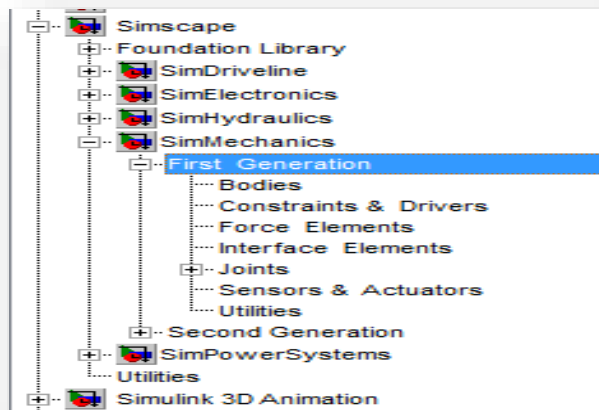 Simscape
Foundation Library
SimDriveline
SimElectronics
SimHydraulics
SimMechanics
First Generation
Bodies
Constraints & Drivers
Force Elements
Interface Elements
Joints
Sensors & Actuators
Utilities
Second Generation
SimPowerSystems
Utilities
Simulink 3D Animation